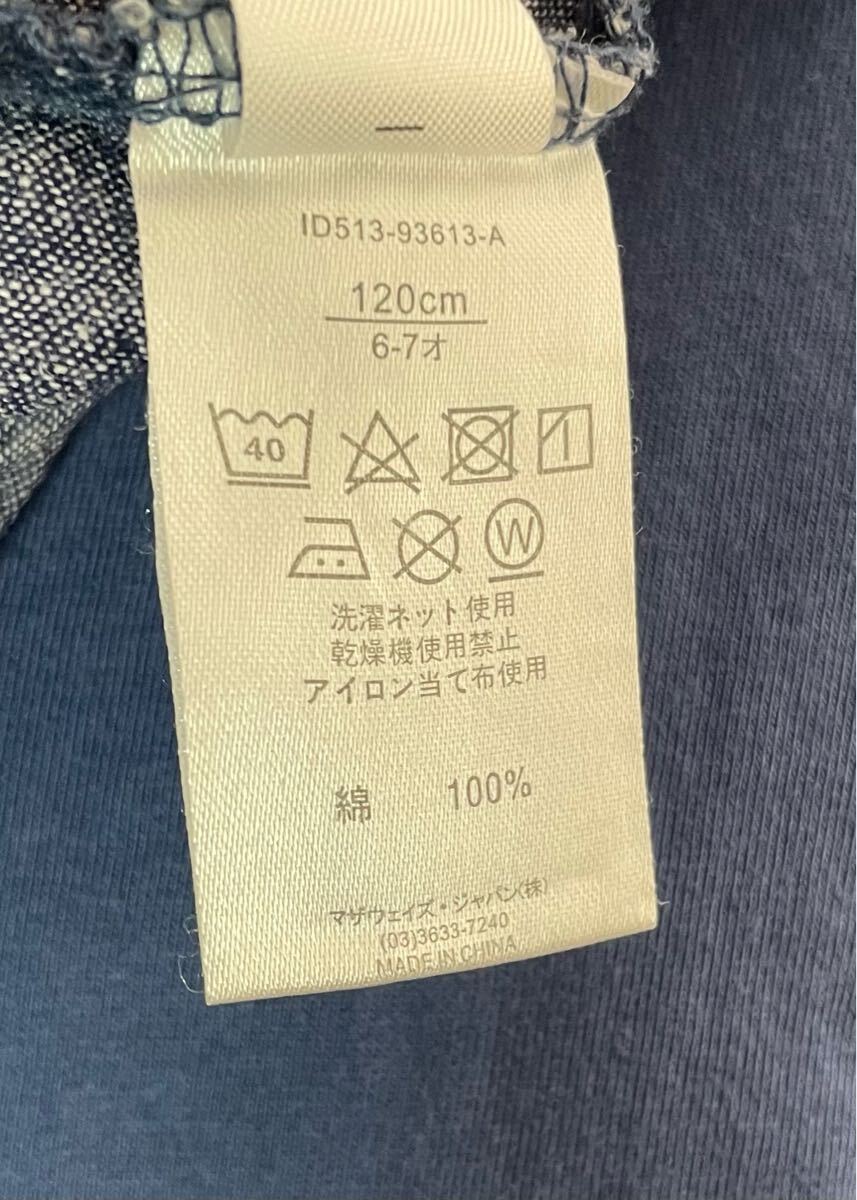 ID513-93613-A
120cm
6-7才
40
W
洗濯ネット使用
乾燥機使用禁止
アイロン当て布使用
綿 100%
マザウェイズ・ジャパン(株)
(03)3633-7240
MADE IN CHINA